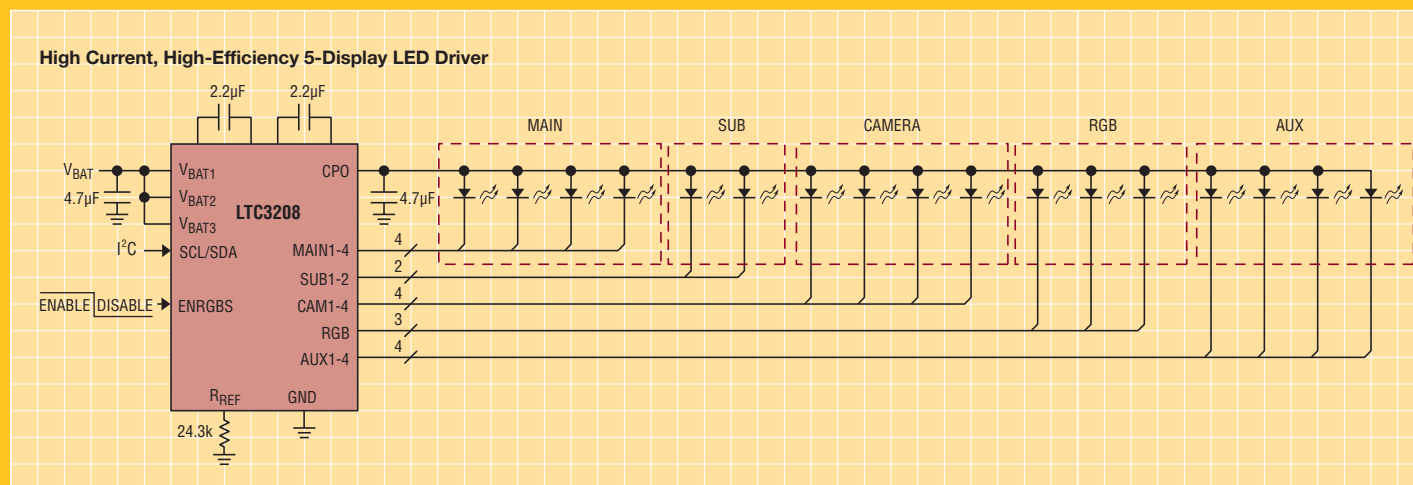 High Current, High-Efficiency 5-Display LED Driver
2.2µF 2.2µF
MAIN SUB CAMERA RGB AUX
VBAT VBAT1 CPO
4.7µF VBAT2 4.7µF
LTC3208
VBAT3
I²C SCL/SDA MAIN1-4 4
SUB1-2 2
ENABLE DISABLE ENRGBS CAM1-4 4
RGB 3
AUX1-4 4
RREF GND
24.3k